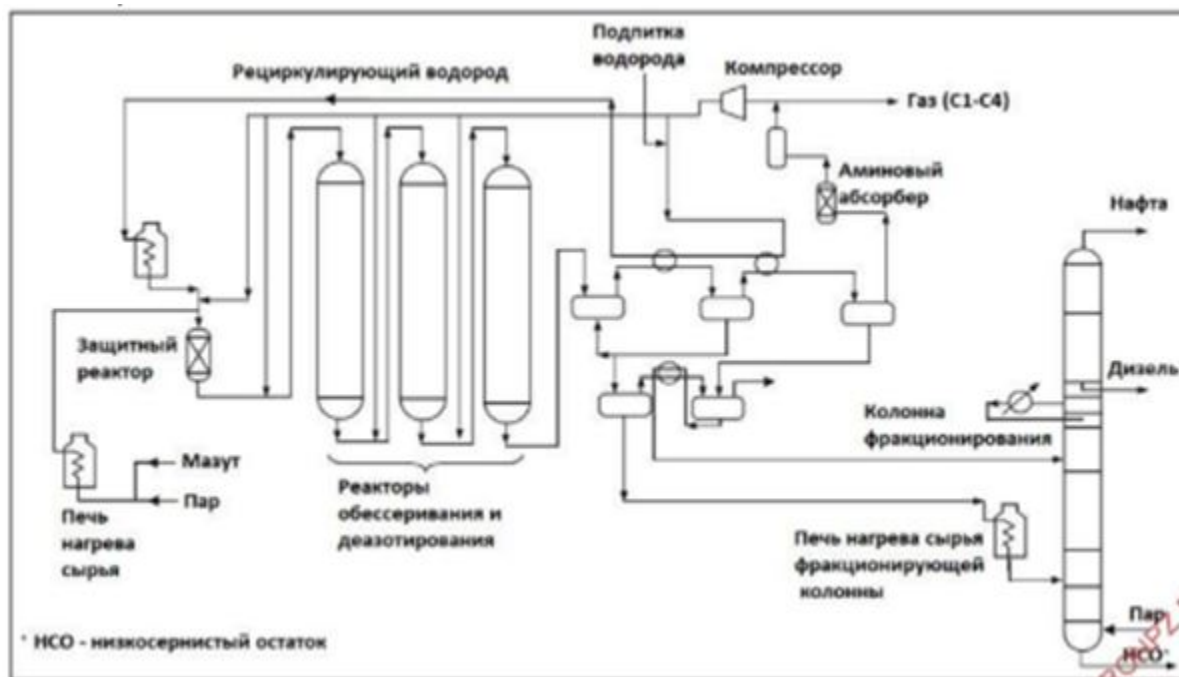 Подпитка
водорода
Рециркулирующий водород
Компрессор
Газ (С1-С4)
Аминовый
абсорбер
Нафта
Защитный
реактор
Дизель
Колонна
фракционирования
Мазут
Пар
Печь
нагрева
сырья
Реакторы
обессеривания и
деазотирования
Печь нагрева сырья
фракционирующей
колонны
Пар
НСО*
* НСО - низкосернистый остаток